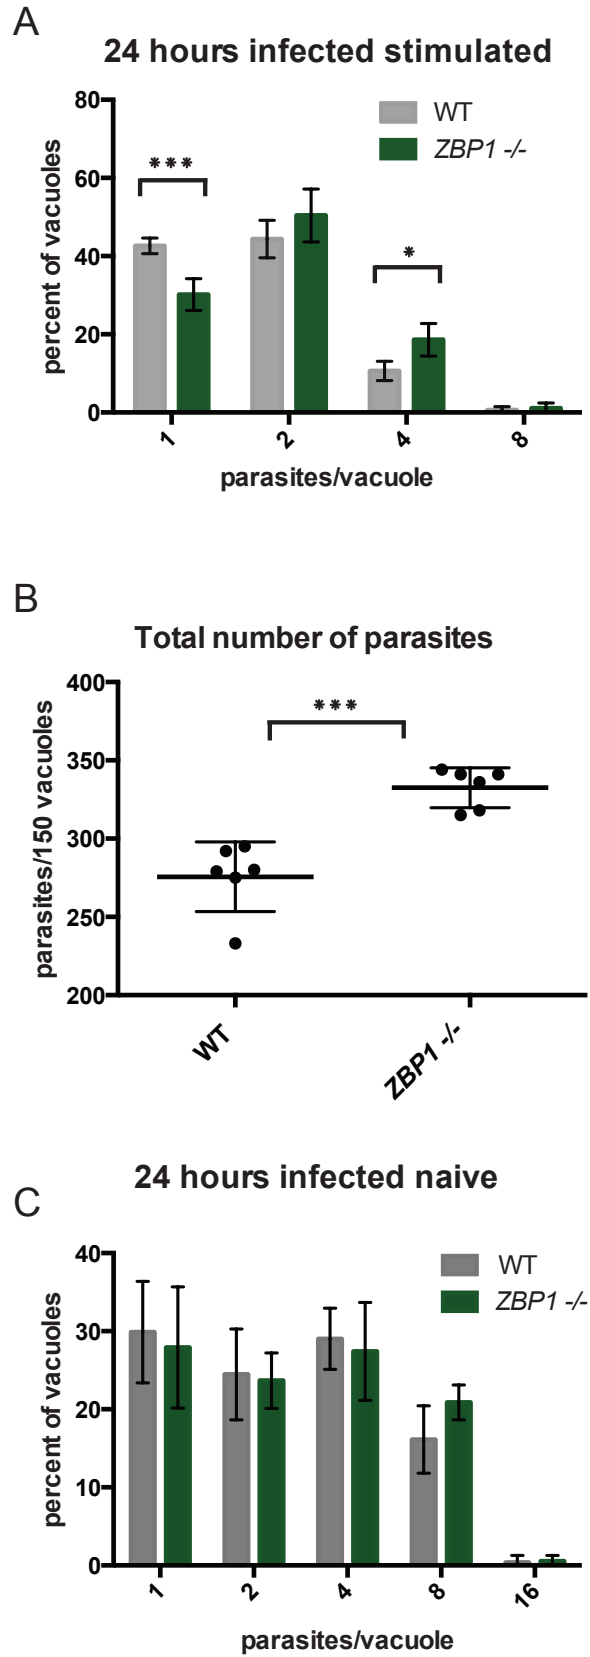 A
24 hours infected stimulated
WT
ZBP1 -/-
***
*
percent of vacuoles
80
60
40
20
0
1 2 4 8
parasites/vacuole
B
Total number of parasites
***
parasites/150 vacuoles
400
350
300
250
200
WT ZBP1 -/-
24 hours infected naive
C
WT
ZBP1 -/-
percent of vacuoles
40
30
20
10
0
1 2 4 8 16
parasites/vacuole